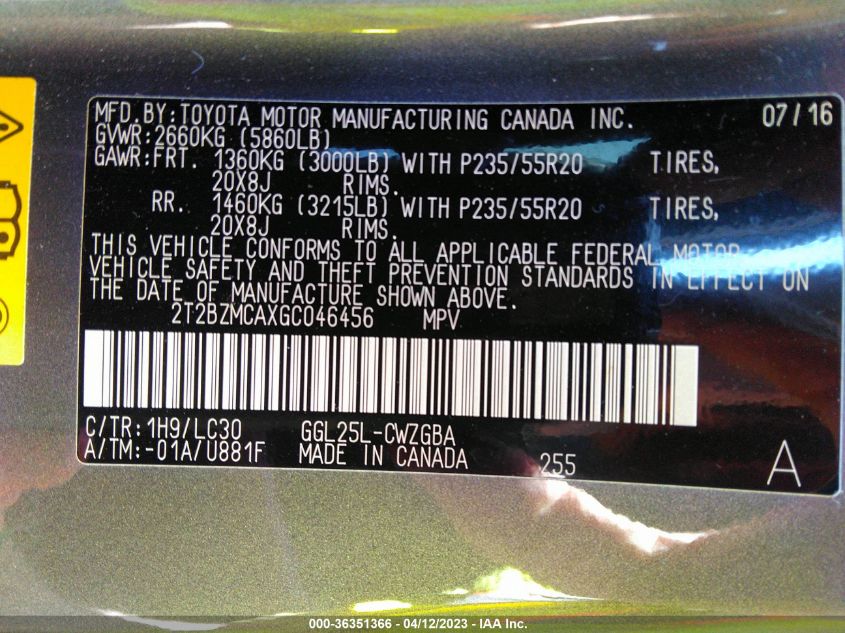 MFD.BY:TOYOTA MOTOR MANUFACTURING CANADA INC. 07/16
GVWR:2660KG (5860LB)
GAWR:FRT. 1360KG (3000LB) WITH P235/55R20 TIRES,
20X8J RIMS.
RR. 1460KG (3215LB) WITH P235/55R20 TIRES,
20X8J RIMS.
THIS VEHICLE CONFORMS TO ALL APPLICABLE FEDERAL MOTOR
VEHICLE SAFETY AND THEFT PREVENTION STANDARDS IN EFFECT ON
THE DATE OF MANUFACTURE SHOWN ABOVE.
2T2BZMCAXGC046456 MPV
C/TR:1H9/LC30 GGL25L-CWZGBA
A/TM:-01A/U881F MADE IN CANADA 255 A
000-36351366 - 04/12/2023 - IAA Inc.